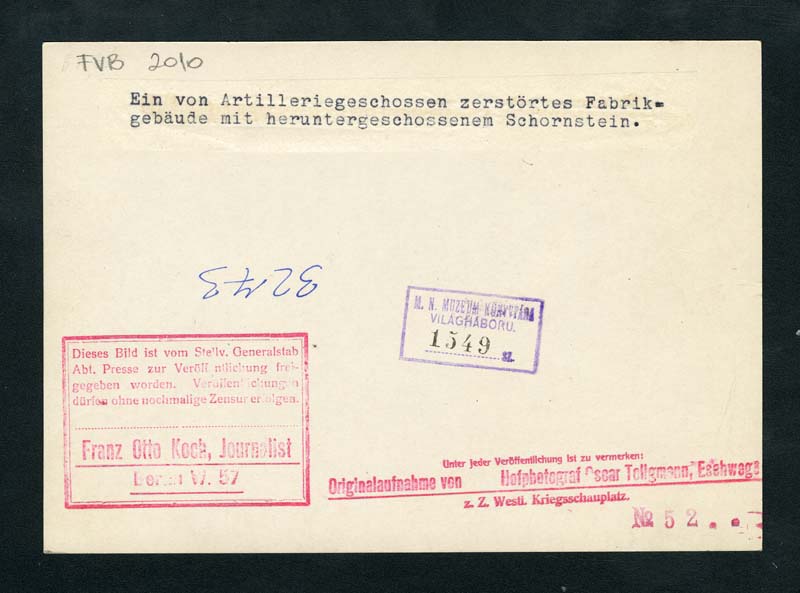 FVB 2010
Ein von Artilleriegeschossen zerstörtes Fabrik=
gebäude mit heruntergeschossenem Schornstein.
3273
M. N. MUZEUM KÖNYVTÁRA
VILÁGHÁBORU.
1549 sz.
Dieses Bild ist vom Stellv. Generalstab
Abt. Presse zur Veröffentlichung frei-
gegeben worden. Veröffentlichungen
dürfen ohne nochmalige Zensur erfolgen.
Franz Otto Koch, Journalist
Berlin W. 57
Unter jeder Veröffentlichung ist zu vermerken:
Originalaufnahme von Hofphotograf Oscar Tellgmann, Eschwege
z. Z. Westl. Kriegsschauplatz.
№ 52..